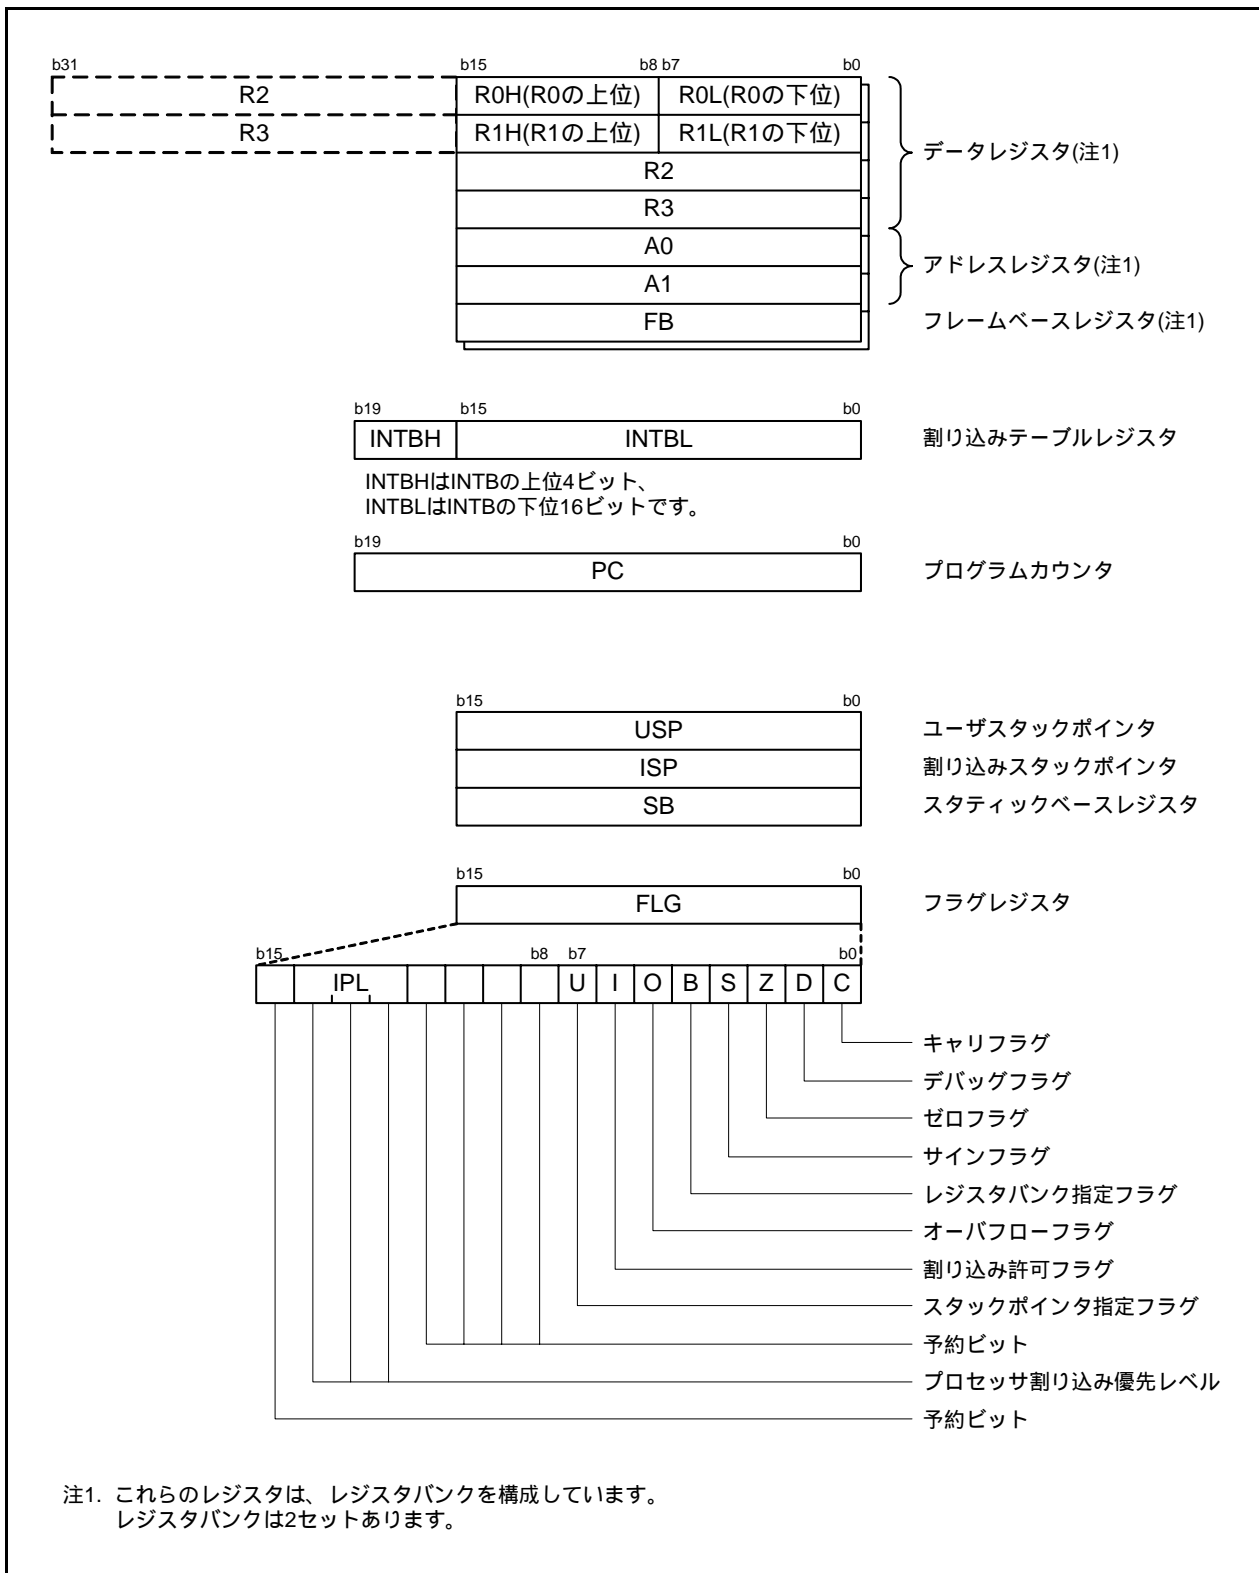 b31 b15 b8 b7 b0
R2 R0H(R0の上位) R0L(R0の下位)
R3 R1H(R1の上位) R1L(R1の下位)
データレジスタ(注1)
R2
R3
A0
アドレスレジスタ(注1)
A1
FB フレームベースレジスタ(注1)
b19 b15 b0
INTBH INTBL 割り込みテーブルレジスタ
INTBHはINTBの上位4ビット、
INTBLはINTBの下位16ビットです。
b19 b0
PC プログラムカウンタ
b15 b0
USP ユーザスタックポインタ
ISP 割り込みスタックポインタ
SB スタティックベースレジスタ
b15 b0
FLG フラグレジスタ
b15 b8 b7 b0
IPL U I O B S Z D C
キャリフラグ
デバッグフラグ
ゼロフラグ
サインフラグ
レジスタバンク指定フラグ
オーバフローフラグ
割り込み許可フラグ
スタックポインタ指定フラグ
予約ビット
プロセッサ割り込み優先レベル
予約ビット
注1. これらのレジスタは、レジスタバンクを構成しています。
レジスタバンクは2セットあります。